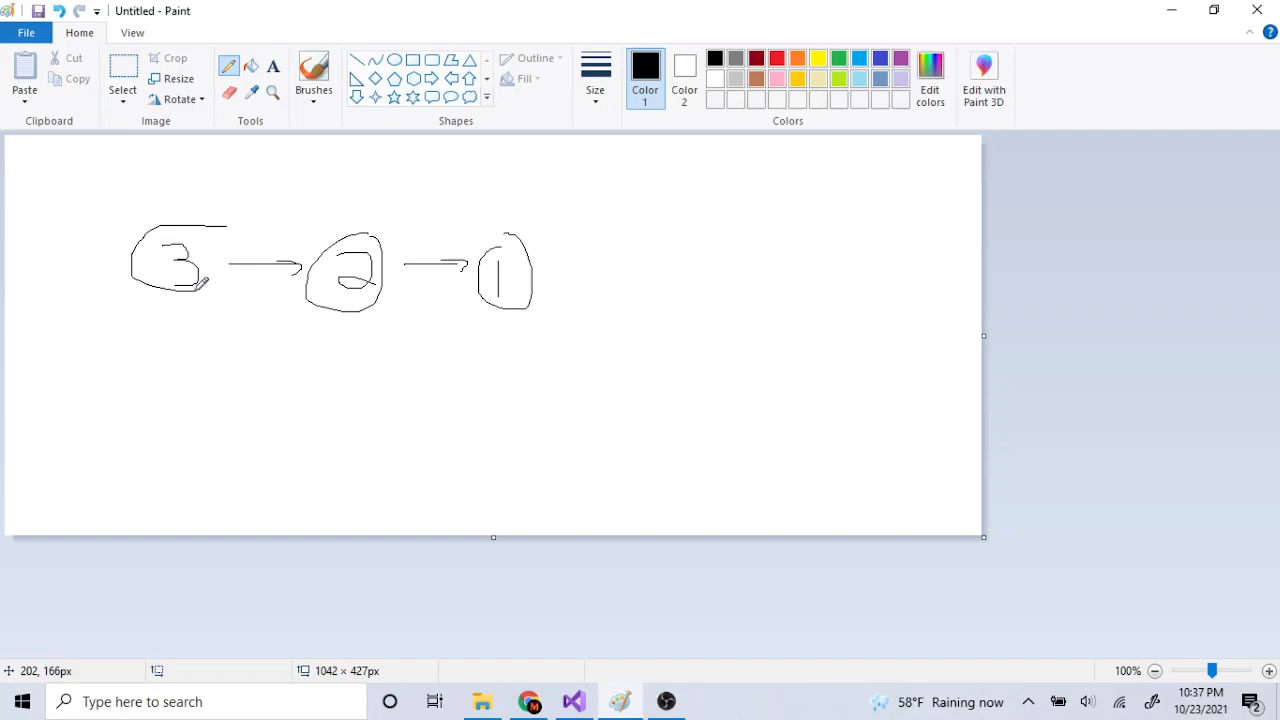 Untitled - Paint
File
Home
View
Paste
Cut
Copy
Clipboard
Select
Crop
Resize
Rotate
Image
A
Tools
Brushes
Outline
Fill
Shapes
Size
Color 1
Color 2
Edit colors
Colors
Edit with Paint 3D
3 2 1
202, 166px
1042 × 427px
100%
Type here to search
M
58°F Raining now
10:37 PM
10/23/2021
2